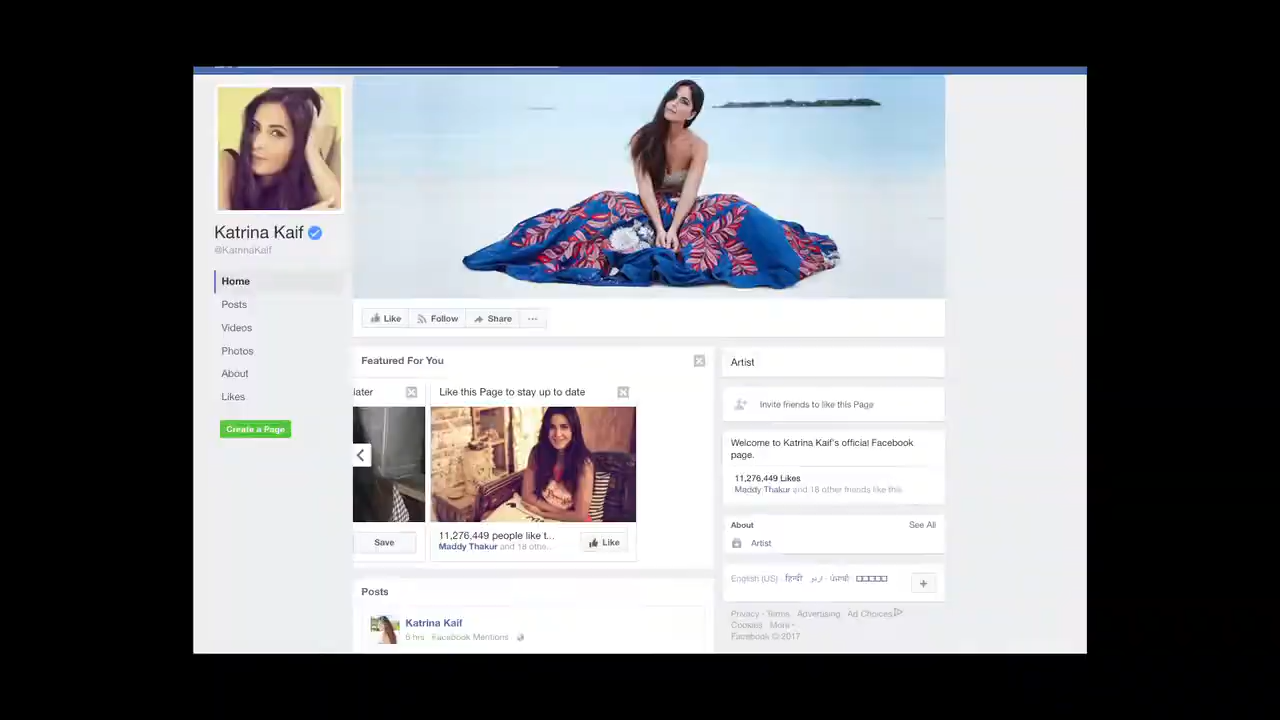 Katrina Kaif
@KatrinaKaif
Home
Posts
Videos
Photos
About
Likes
Create a Page
Like
Follow
Share
...
Featured For You
iater
Like this Page to stay up to date
Save
11,276,449 people like t...
Maddy Thakur and 18 othe...
Like
Posts
Katrina Kaif
5 hrs · Facebook Mentions ·
Artist
Invite friends to like this Page
Welcome to Katrina Kaif's official Facebook
page.
11,276,449 Likes
Maddy Thakur and 18 other friends like this
About
See All
Artist
English (US) · हिन्दी · اردو · ਪੰਜਾਬੀ ·
Privacy · Terms · Advertising · Ad Choices
Cookies · More
Facebook © 2017